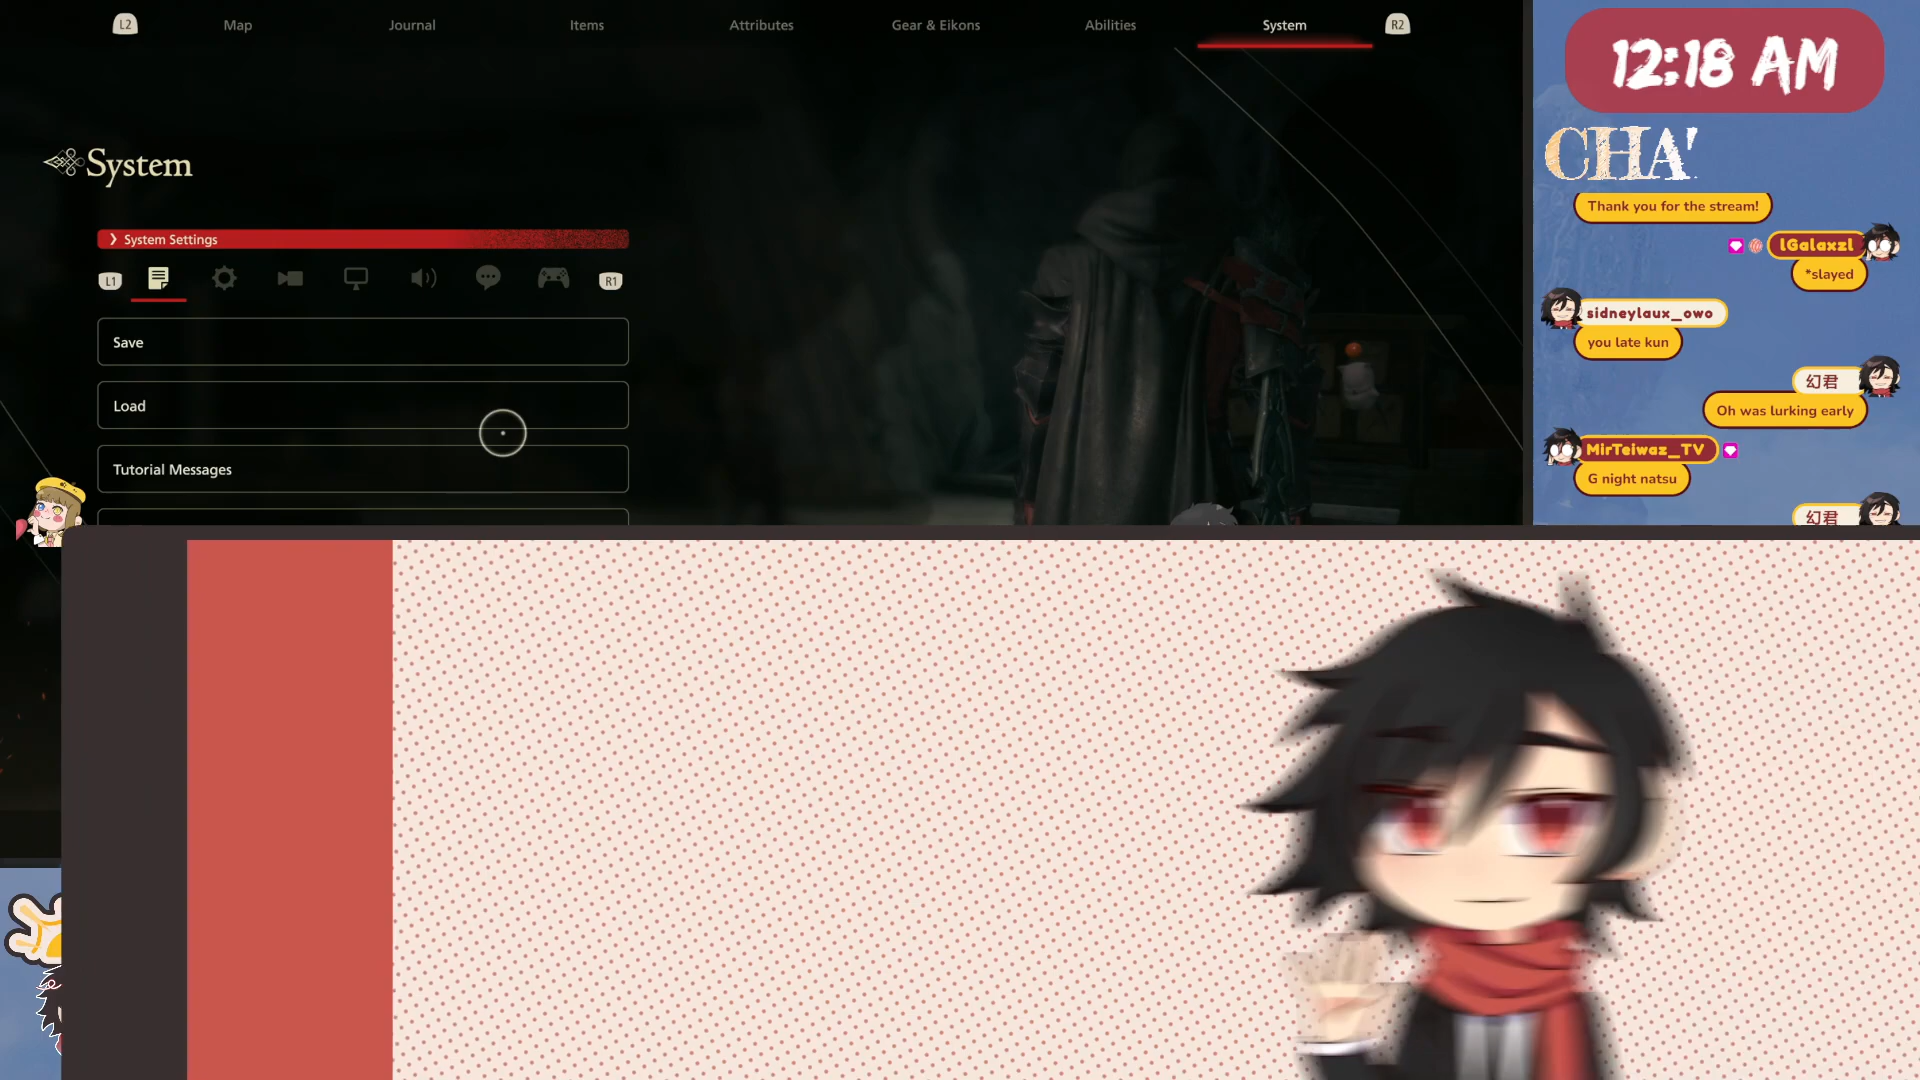 L2 Map Journal Items Attributes Gear & Eikons Abilities System R2
System
System Settings
L1 R1
Save
Load
Tutorial Messages
12:18 AM
CHA'
Thank you for the stream!
lGalaxzl
*slayed
sidneylaux_owo
you late kun
幻君
Oh was lurking early
MirTeiwaz_TV
G night natsu
幻君